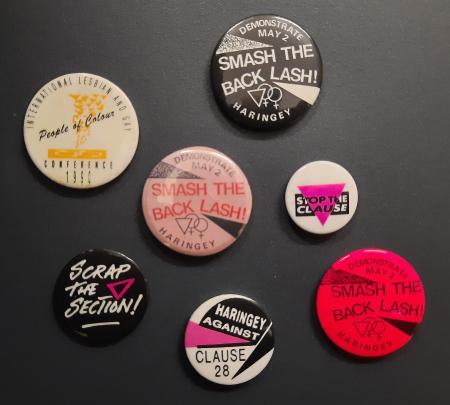 DEMONSTRATE
MAY 2
SMASH THE
BACK LASH!
HARINGEY
INTERNATIONAL LESBIAN AND GAY
People of Colour
CONFERENCE
1990
DEMONSTRATE
MAY 2
SMASH THE
BACK LASH!
HARINGEY
STOP THE
CLAUSE
SCRAP
THE
SECTION!
HARINGEY
AGAINST
CLAUSE
28
DEMONSTRATE
MAY 2
SMASH THE
BACK LASH!
HARINGEY